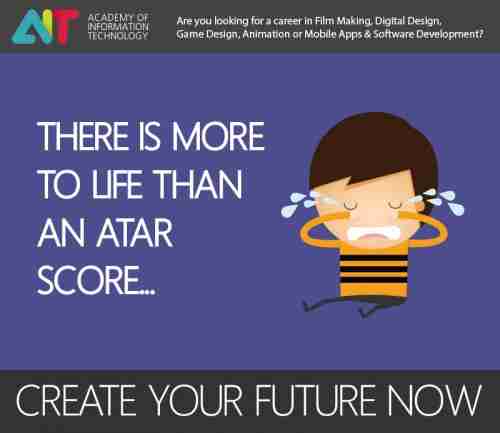 AIT
ACADEMY OF
INFORMATION
TECHNOLOGY
Are you looking for a career in Film Making, Digital Design,
Game Design, Animation or Mobile Apps & Software Development?
THERE IS MORE
TO LIFE THAN
AN ATAR
SCORE...
CREATE YOUR FUTURE NOW